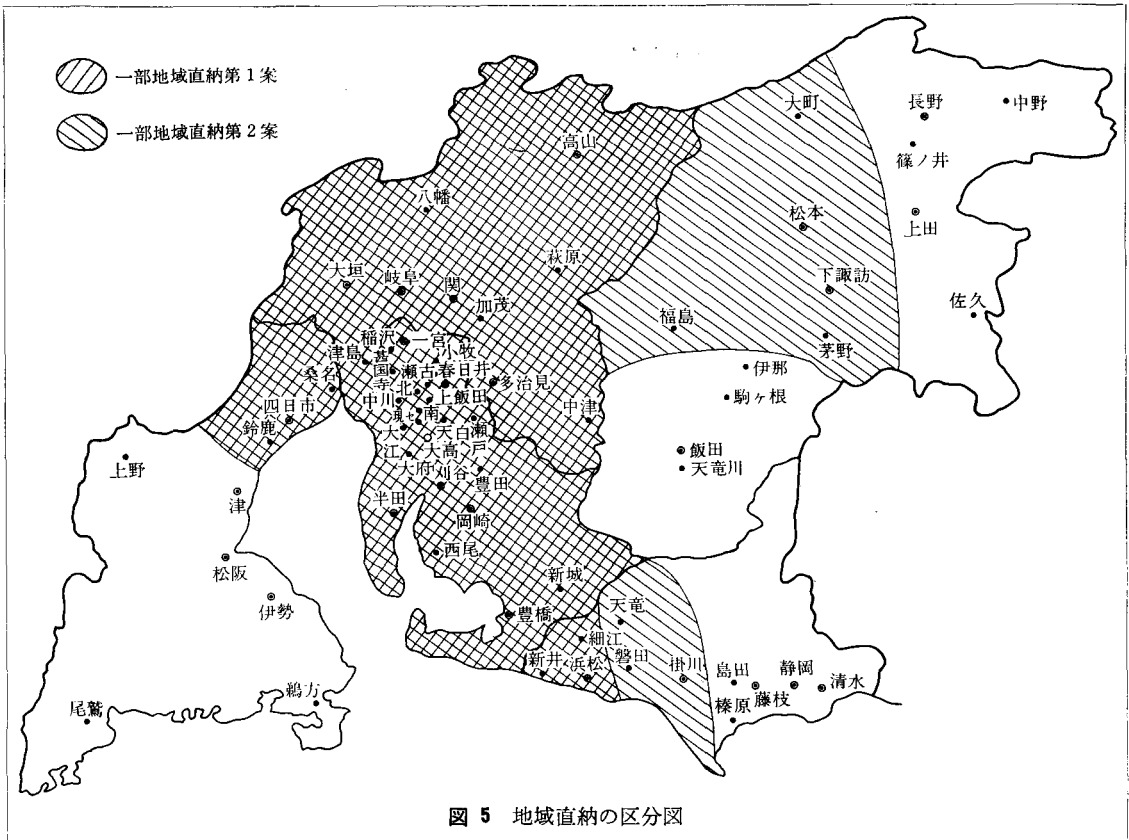 一部地域直納第1案
一部地域直納第2案
大町
長野
中野
篠ノ井
高山
八幡
松本
上田
萩原
大垣
岐阜
関
加茂
下諏訪
佐久
福島
茅野
稲沢
一宮
小牧
津島
甚目寺
瀬古
春日井
多治見
伊那
桑名
中川
北
上飯田
駒ヶ根
四日市
南
中津
鈴鹿
大江
天白
瀬戸
飯田
大高
天竜川
上野
大府
刈谷
豊田
津
半田
岡崎
西尾
松阪
新城
伊勢
天竜
豊橋
細江
新井
浜松
磐田
掛川
島田
静岡
清水
藤枝
榛原
鵜方
尾鷲
図 5 地域直納の区分図